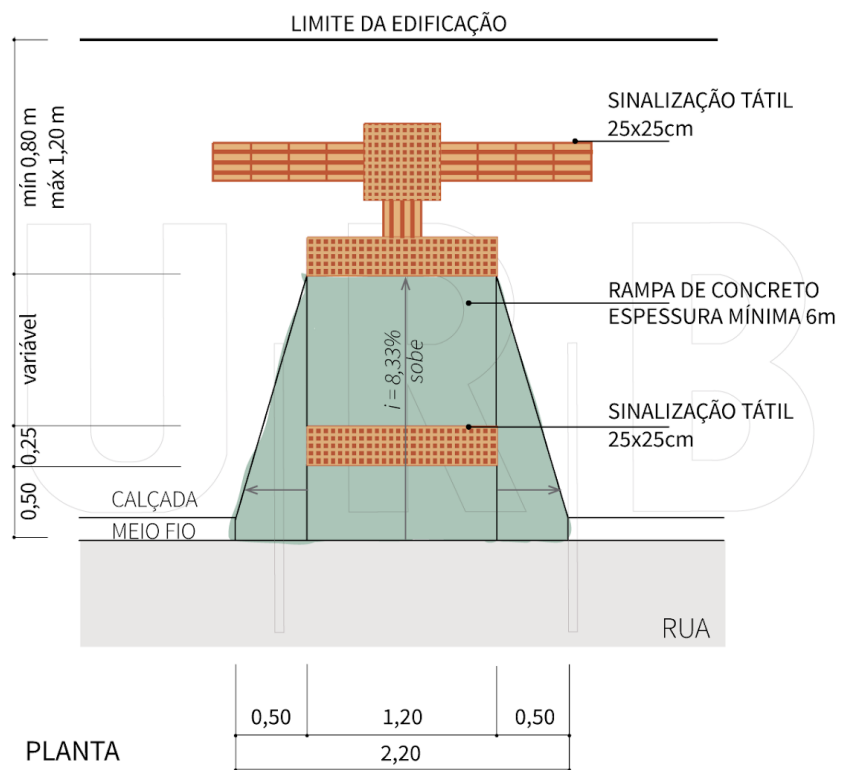 LIMITE DA EDIFICAÇÃO
SINALIZAÇÃO TÁTIL
25x25cm
mín 0,80 m
máx 1,20 m
RAMPA DE CONCRETO
ESPESSURA MÍNIMA 6m
i = 8,33%
sobe
variável
SINALIZAÇÃO TÁTIL
25x25cm
0,25
0,50
CALÇADA
MEIO FIO
RUA
0,50
1,20
0,50
2,20
PLANTA
URB